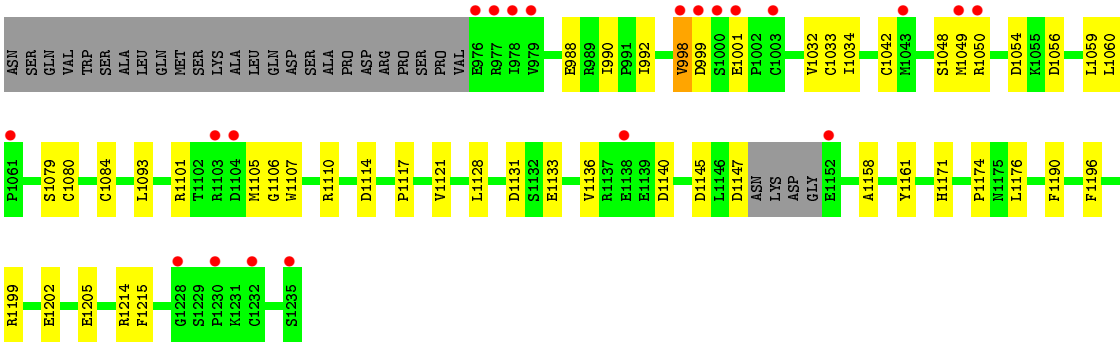 ASN SER GLN VAL TRP SER ALA LEU GLN MET SER LYS ALA LEU GLN ASP SER ALA PRO ASP ARG PRO SER PRO VAL E976 R977 I978 V979 E988 R989 I990 P991 I992 V998 D999 S1000 E1001 P1002 C1003 V1032 C1033 I1034 C1042 M1043 S1048 M1049 R1050 D1054 K1055 D1056 L1059 L1060
P1061 S1079 C1080 C1084 L1093 R1101 T1102 R1103 D1104 M1105 G1106 W1107 R1110 D1114 P1117 V1121 L1128 D1131 S1132 E1133 V1136 R1137 E1138 E1139 D1140 D1145 L1146 D1147 ASN LYS ASP GLY E1152 A1158 Y1161 H1171 P1174 N1175 L1176 F1190 F1196
R1199 E1202 E1205 R1214 F1215 G1228 S1229 P1230 K1231 C1232 S1235